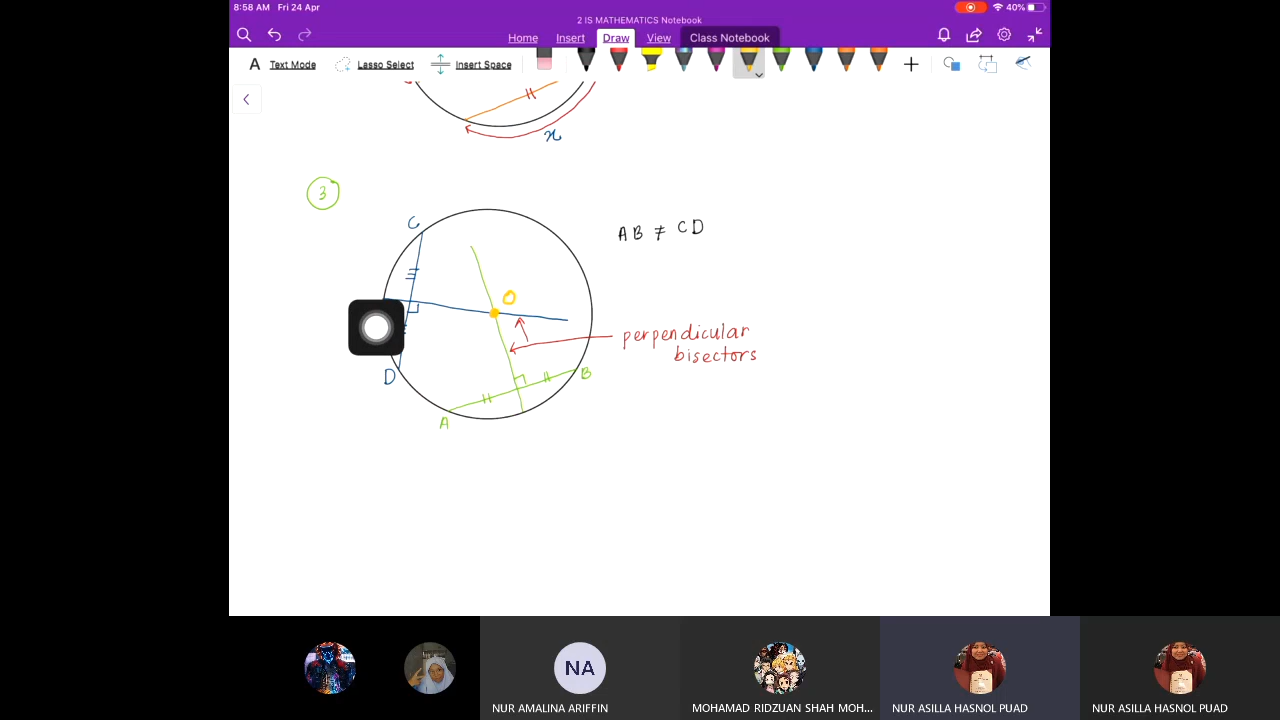 8:58 AM Fri 24 Apr
40%
2 IS MATHEMATICS Notebook
Home Insert Draw View Class Notebook
A Text Mode Lasso Select Insert Space
x
3
C
AB ≠ CD
O
perpendicular
bisectors
D
B
A
NA
NUR AMALINA ARIFFIN
MOHAMAD RIDZUAN SHAH MOH...
NUR ASILLA HASNOL PUAD
NUR ASILLA HASNOL PUAD